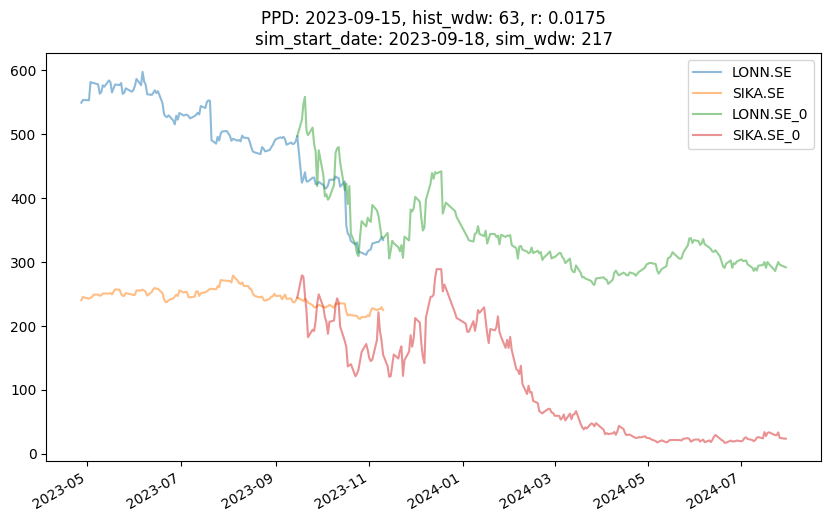 PPD: 2023-09-15, hist_wdw: 63, r: 0.0175
sim_start_date: 2023-09-18, sim_wdw: 217
600
500
400
300
200
100
0
LONN.SE
SIKA.SE
LONN.SE_0
SIKA.SE_0
2023-05
2023-07
2023-09
2023-11
2024-01
2024-03
2024-05
2024-07